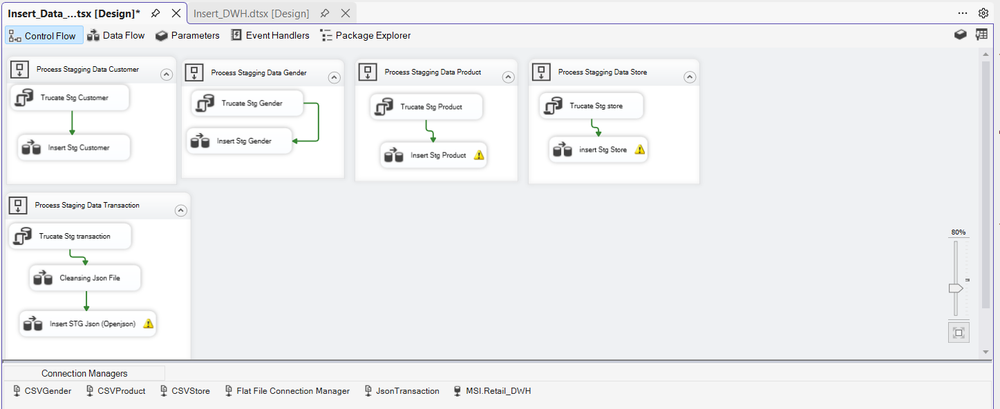 Insert_Data_...tsx [Design]*
Insert_DWH.dtsx [Design]
Control Flow
Data Flow
Parameters
Event Handlers
Package Explorer
Process Stagging Data Customer
Trucate Stg Customer
Insert Stg Customer
Process Stagging Data Gender
Trucate Stg Gender
Insert Stg Gender
Process Stagging Data Product
Trucate Stg Product
Insert Stg Product
Process Stagging Data Store
Trucate Stg store
insert Stg Store
Process Staging Data Transaction
Trucate Stg transaction
Cleansing Json File
Insert STG Json (Openjson)
80%
Connection Managers
CSVGender
CSVProduct
CSVStore
Flat File Connection Manager
JsonTransaction
MSI.Retail_DWH